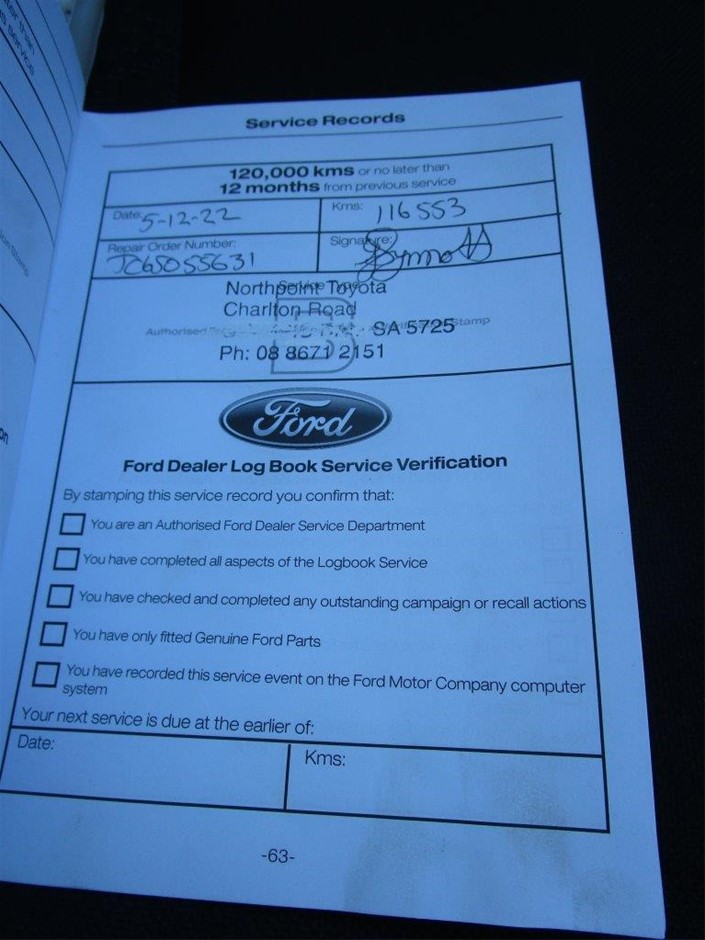 Service Records
120,000 kms or no later than
12 months from previous service
Date: 5-12-22
Kms: 116553
Repair Order Number:
JC65055631
Signature:
Service Type
Northpoint Toyota
Charlton Road
B
Authorised Stamp
SA 5725
Ph: 08 8671 2151
Ford
Ford Dealer Log Book Service Verification
By stamping this service record you confirm that:
You are an Authorised Ford Dealer Service Department
You have completed all aspects of the Logbook Service
You have checked and completed any outstanding campaign or recall actions
You have only fitted Genuine Ford Parts
You have recorded this service event on the Ford Motor Company computer
system
Your next service is due at the earlier of:
Date:
Kms:
-63-